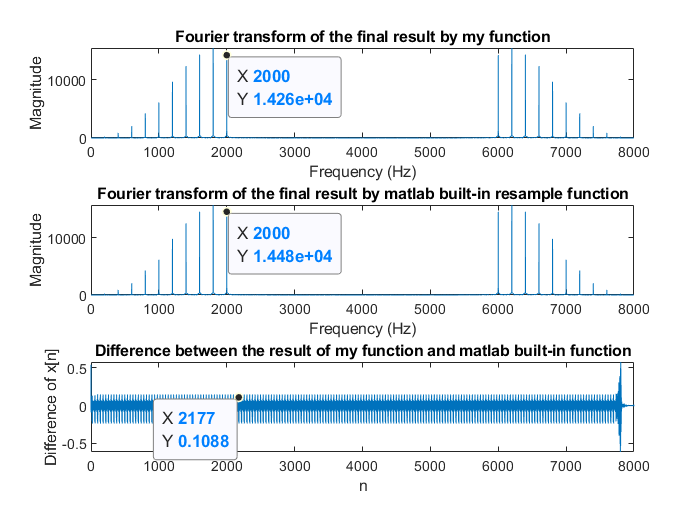 Fourier transform of the final result by my function
Magnitude
10000
0
X 2000
Y 1.426e+04
0 1000 2000 3000 4000 5000 6000 7000 8000
Frequency (Hz)
Fourier transform of the final result by matlab built-in resample function
Magnitude
10000
0
X 2000
Y 1.448e+04
0 1000 2000 3000 4000 5000 6000 7000 8000
Frequency (Hz)
Difference between the result of my function and matlab built-in function
Difference of x[n]
0.5
0
-0.5
X 2177
Y 0.1088
0 1000 2000 3000 4000 5000 6000 7000 8000
n